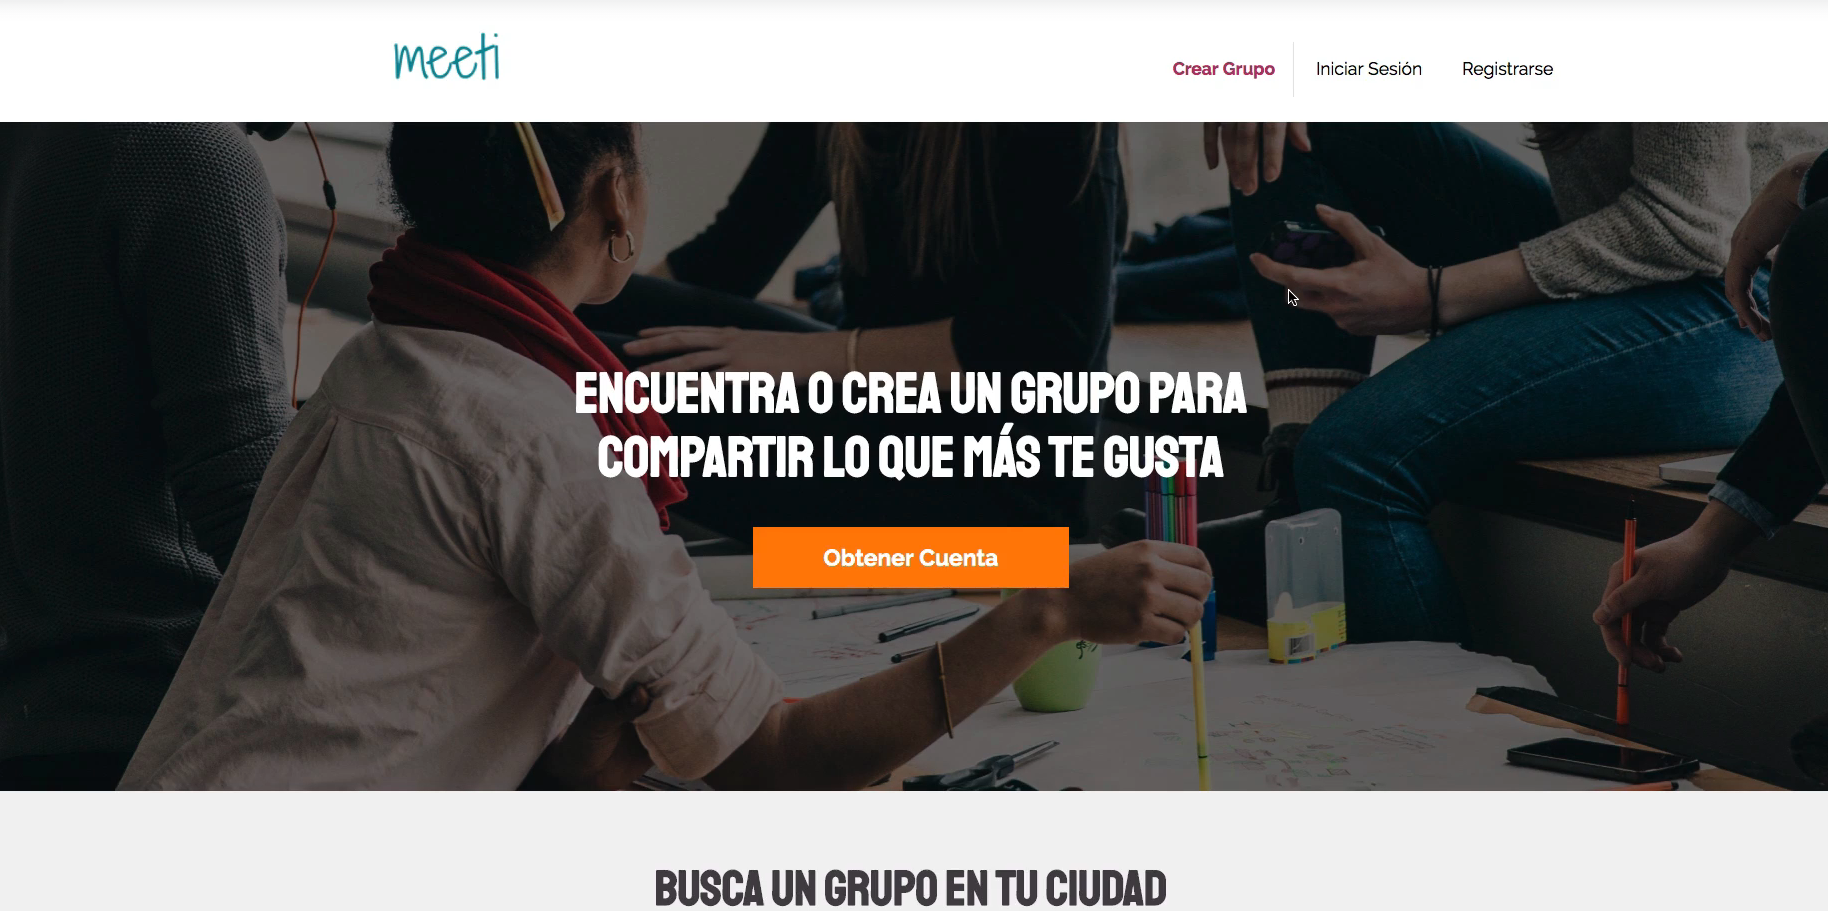 meeti
Crear Grupo
Iniciar Sesión
Registrarse
ENCUENTRA O CREA UN GRUPO PARA
COMPARTIR LO QUE MÁS TE GUSTA
Obtener Cuenta
BUSCA UN GRUPO EN TU CIUDAD